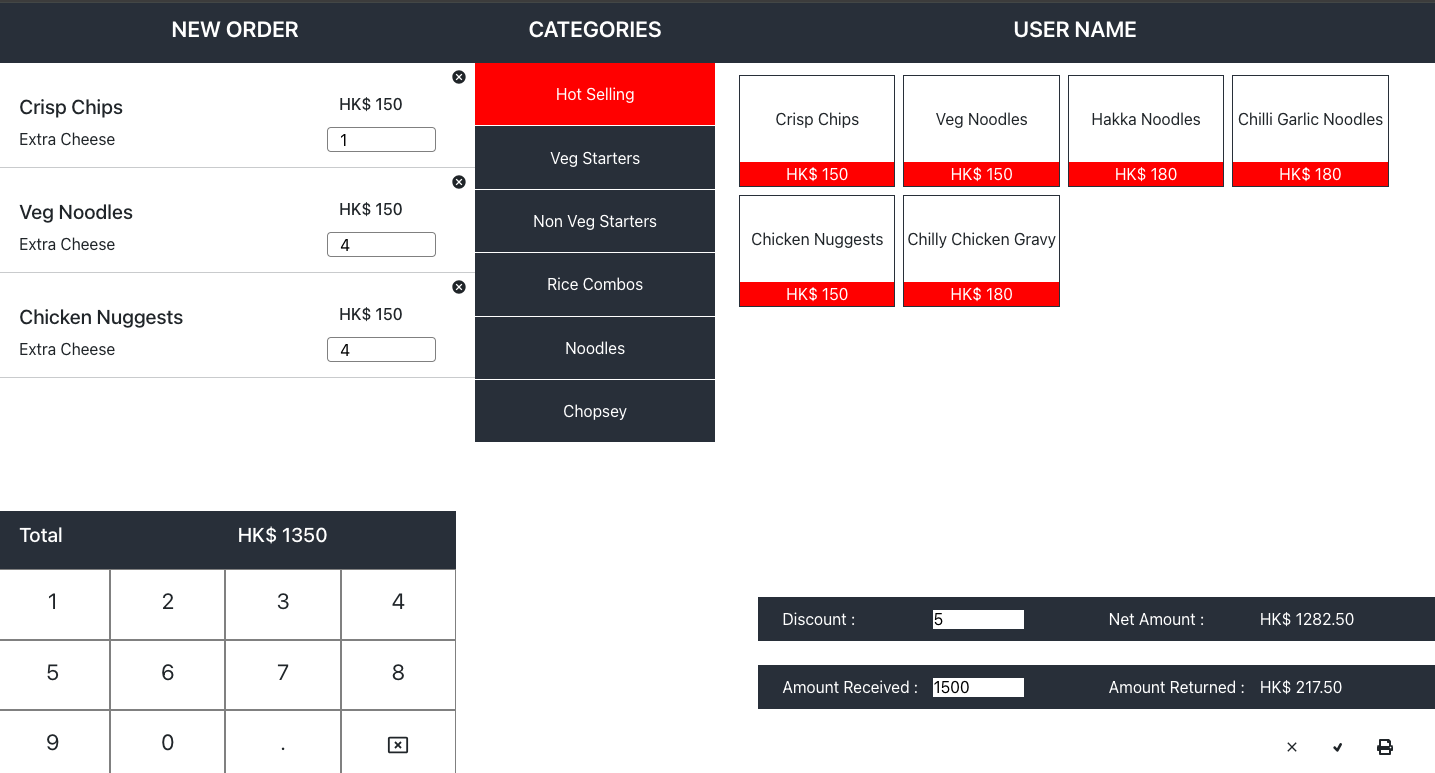 NEW ORDER
CATEGORIES
USER NAME
Crisp Chips
HK$ 150
Extra Cheese
1
Veg Noodles
HK$ 150
Extra Cheese
4
Chicken Nuggests
HK$ 150
Extra Cheese
4
Hot Selling
Veg Starters
Non Veg Starters
Rice Combos
Noodles
Chopsey
Crisp Chips
HK$ 150
Veg Noodles
HK$ 150
Hakka Noodles
HK$ 180
Chilli Garlic Noodles
HK$ 180
Chicken Nuggests
HK$ 150
Chilly Chicken Gravy
HK$ 180
Total HK$ 1350
1 2 3 4
5 6 7 8
9 0 .
Discount : 5 Net Amount : HK$ 1282.50
Amount Received : 1500 Amount Returned : HK$ 217.50